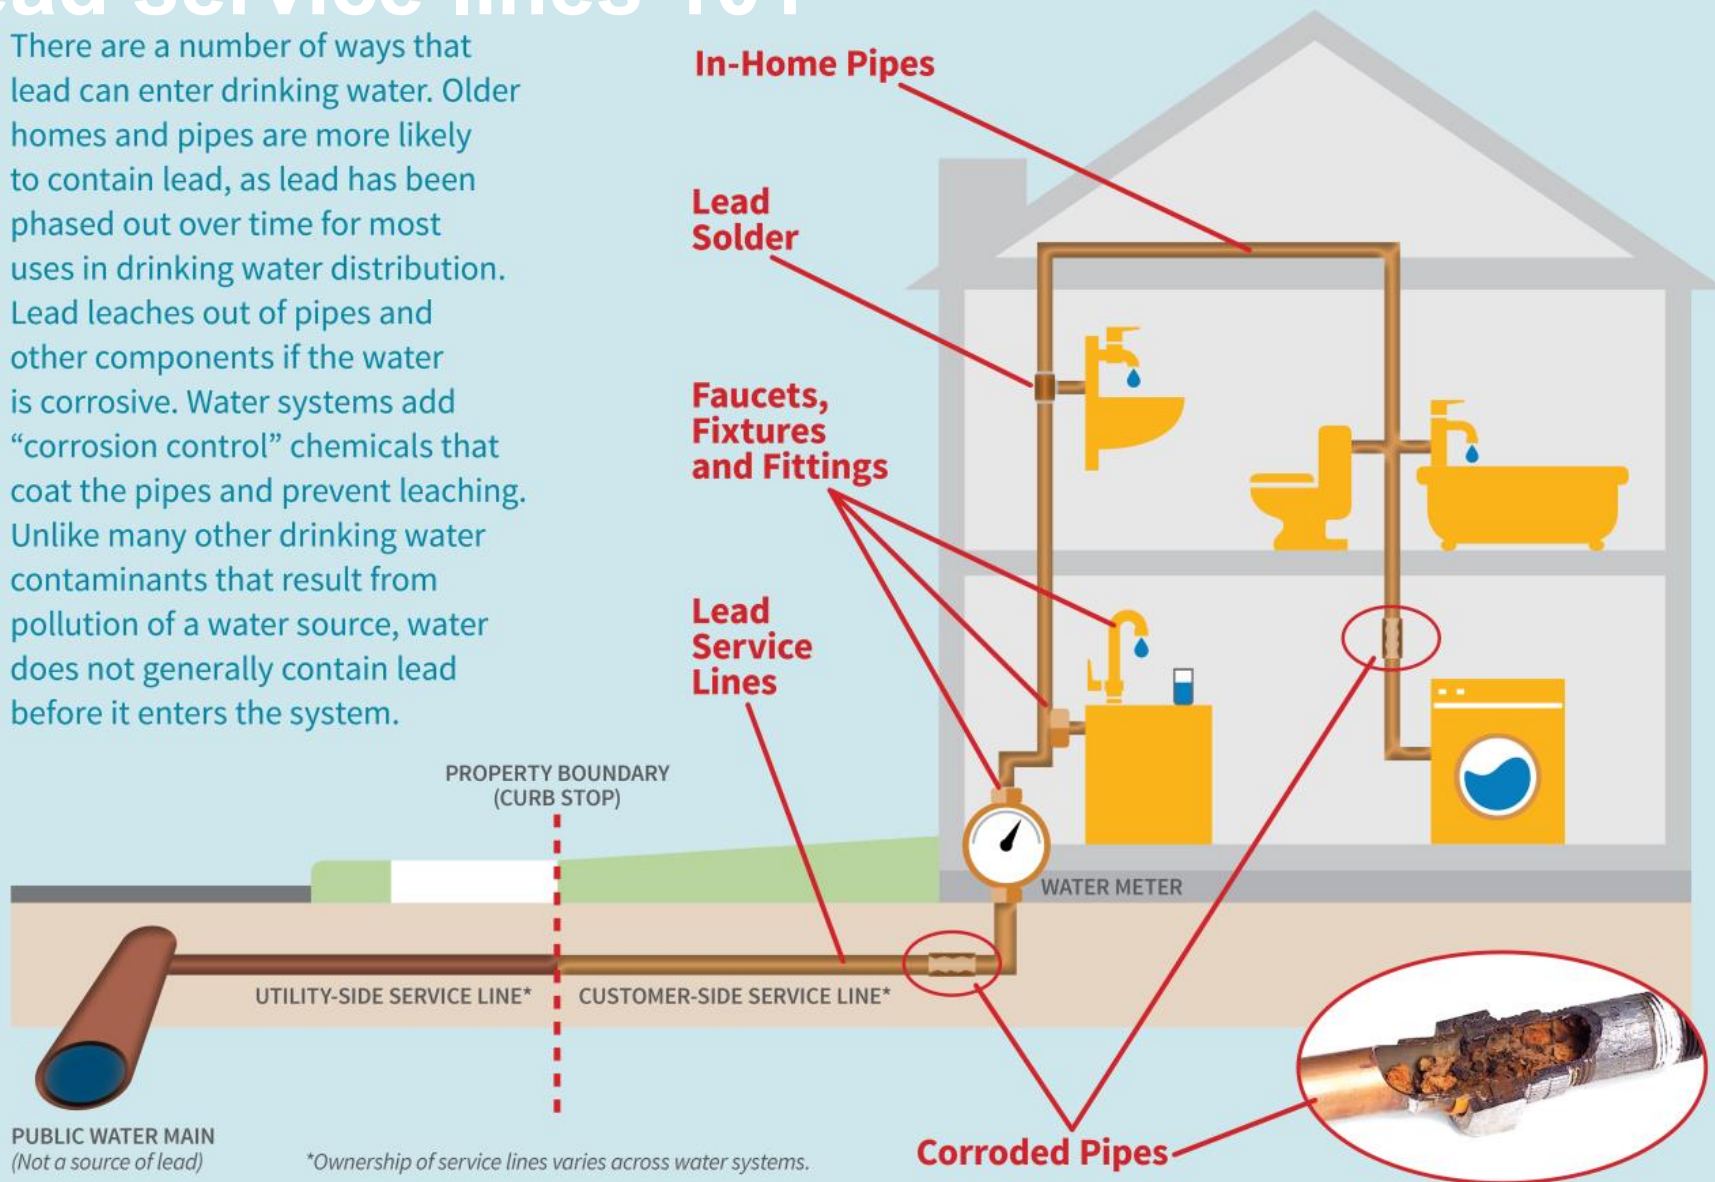 lead service lines 101
There are a number of ways that
lead can enter drinking water. Older
homes and pipes are more likely
to contain lead, as lead has been
phased out over time for most
uses in drinking water distribution.
Lead leaches out of pipes and
other components if the water
is corrosive. Water systems add
“corrosion control” chemicals that
coat the pipes and prevent leaching.
Unlike many other drinking water
contaminants that result from
pollution of a water source, water
does not generally contain lead
before it enters the system.
In-Home Pipes
Lead
Solder
Faucets,
Fixtures
and Fittings
Lead
Service
Lines
PROPERTY BOUNDARY
(CURB STOP)
WATER METER
UTILITY-SIDE SERVICE LINE*
CUSTOMER-SIDE SERVICE LINE*
PUBLIC WATER MAIN
(Not a source of lead)
*Ownership of service lines varies across water systems.
Corroded Pipes